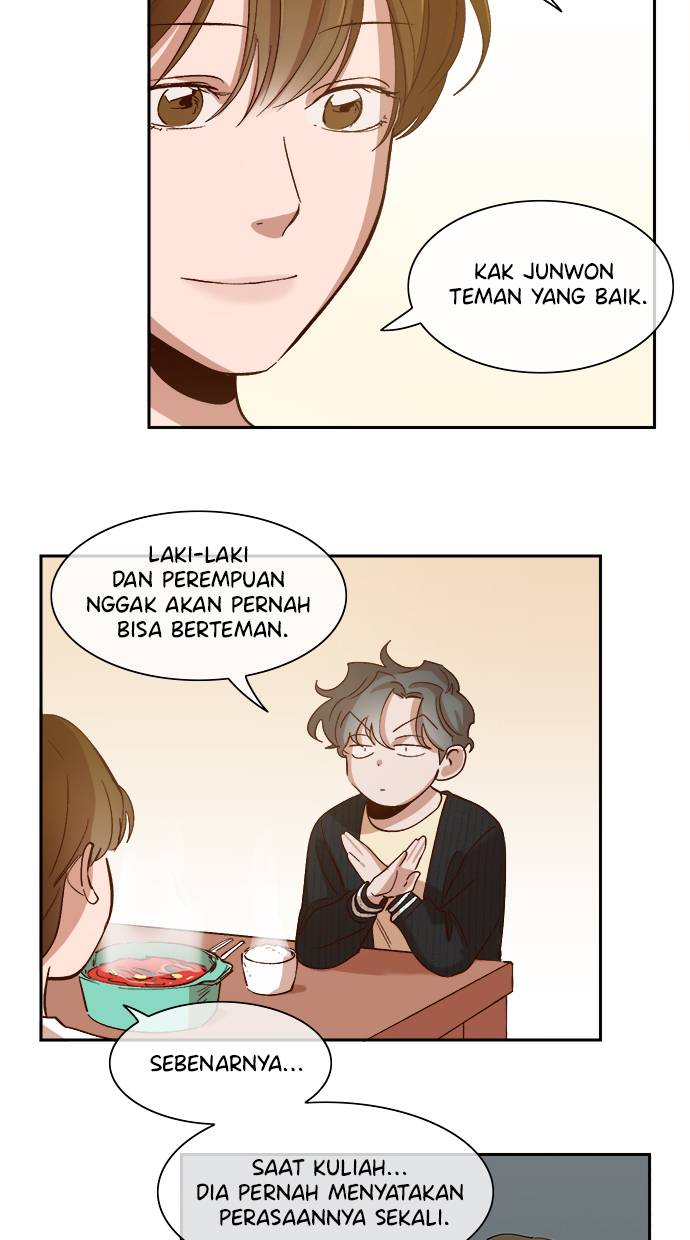 KAK JUNWON
TEMAN YANG BAIK.
LAKI-LAKI
DAN PEREMPUAN
NGGAK AKAN PERNAH
BISA BERTEMAN.
SEBENARNYA...
SAAT KULIAH...
DIA PERNAH MENYATAKAN
PERASAANNYA SEKALI.